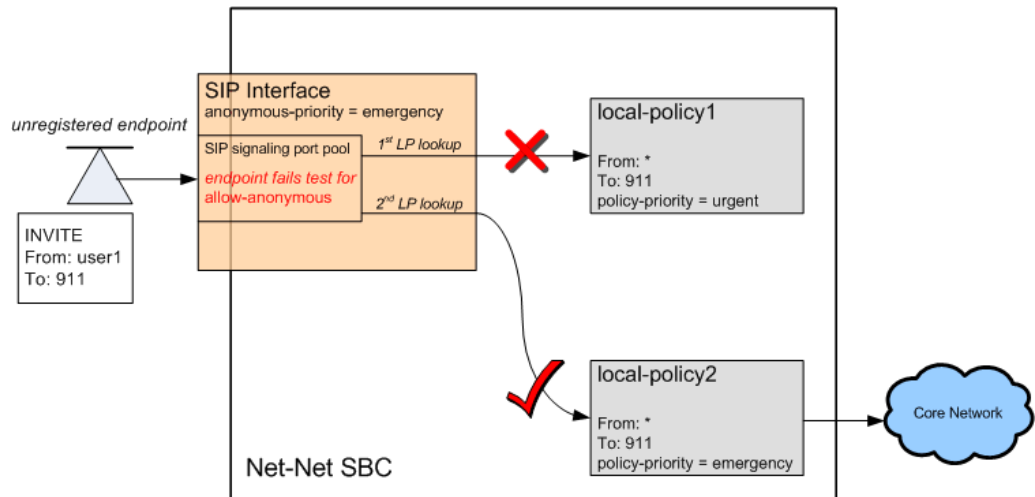 unregistered endpoint
INVITE
From: user1
To: 911
SIP Interface
anonymous-priority = emergency
SIP signaling port pool
endpoint fails test for
allow-anonymous
1st LP lookup
2nd LP lookup
local-policy1
From: *
To: 911
policy-priority = urgent
local-policy2
From: *
To: 911
policy-priority = emergency
Core Network
Net-Net SBC